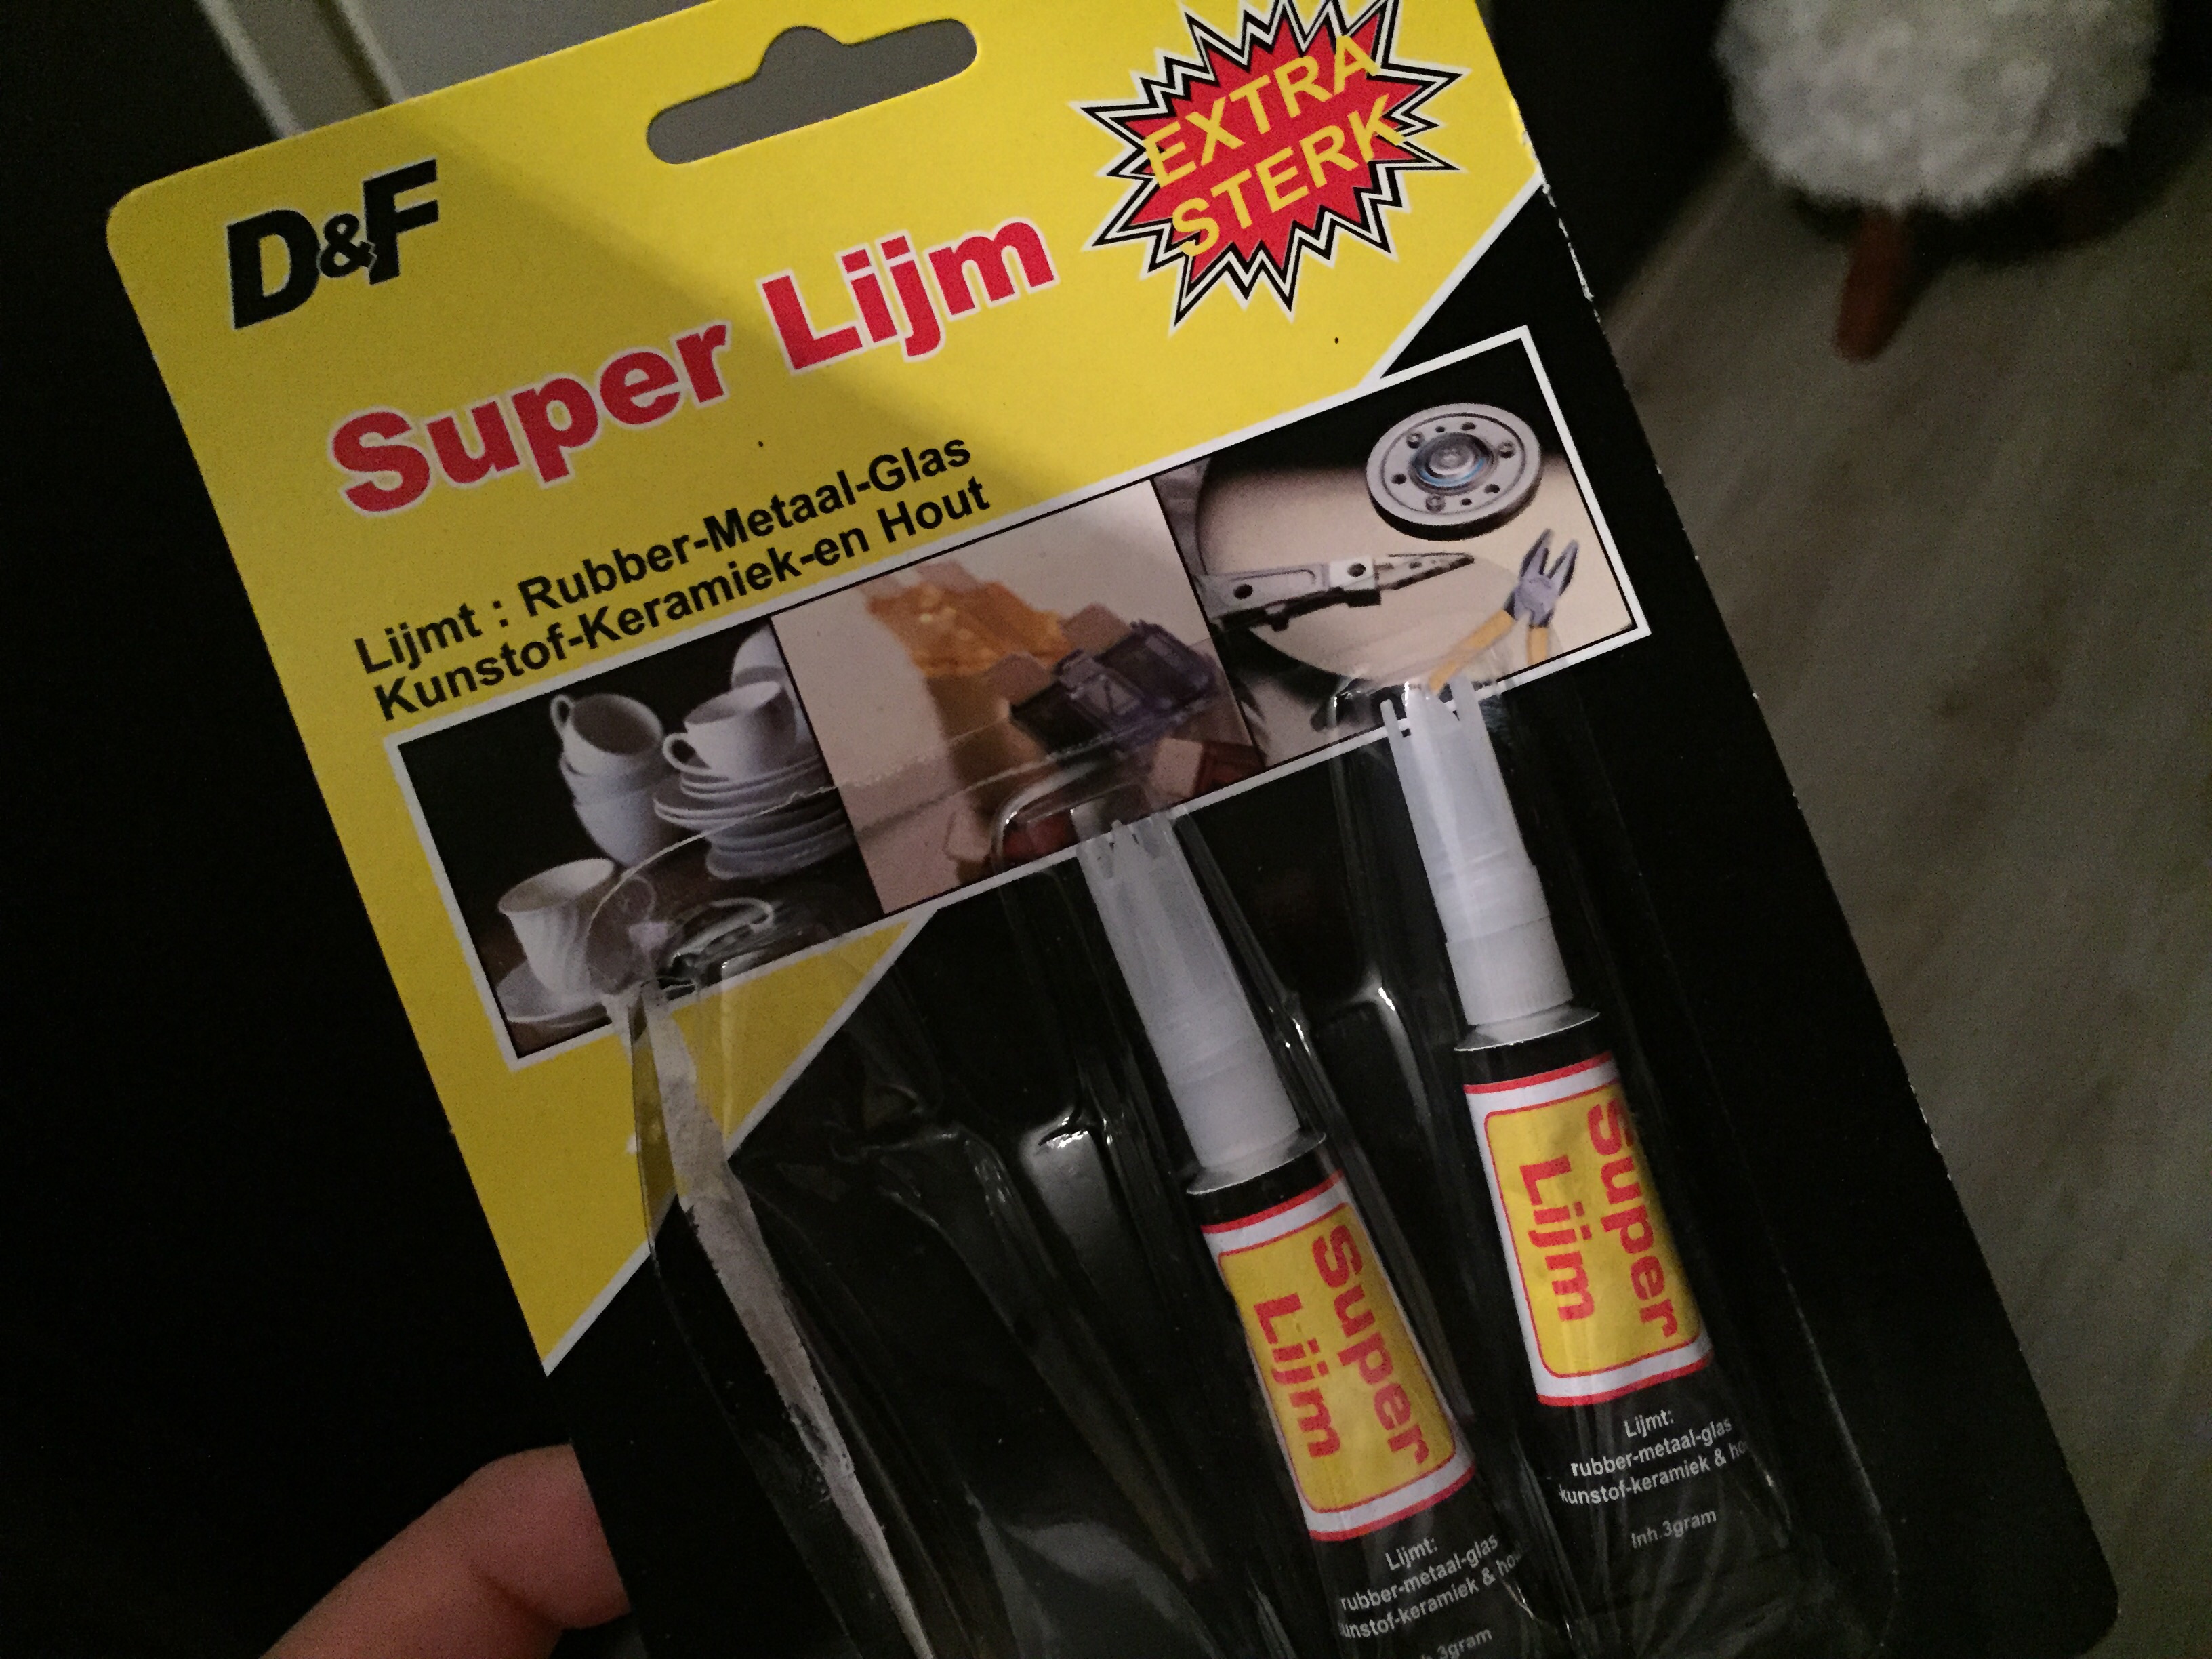 D&F
EXTRA
STERK
Super Lijm
Lijmt : Rubber-Metaal-Glas
Kunstof-Keramiek-en Hout
Super
Lijm
Lijmt:
rubber-metaal-glas
kunstof-keramiek &
3gram
Super
Lijm
Lijmt:
rubber-metaal-glas
kunstof-keramiek &
Inh.3gram